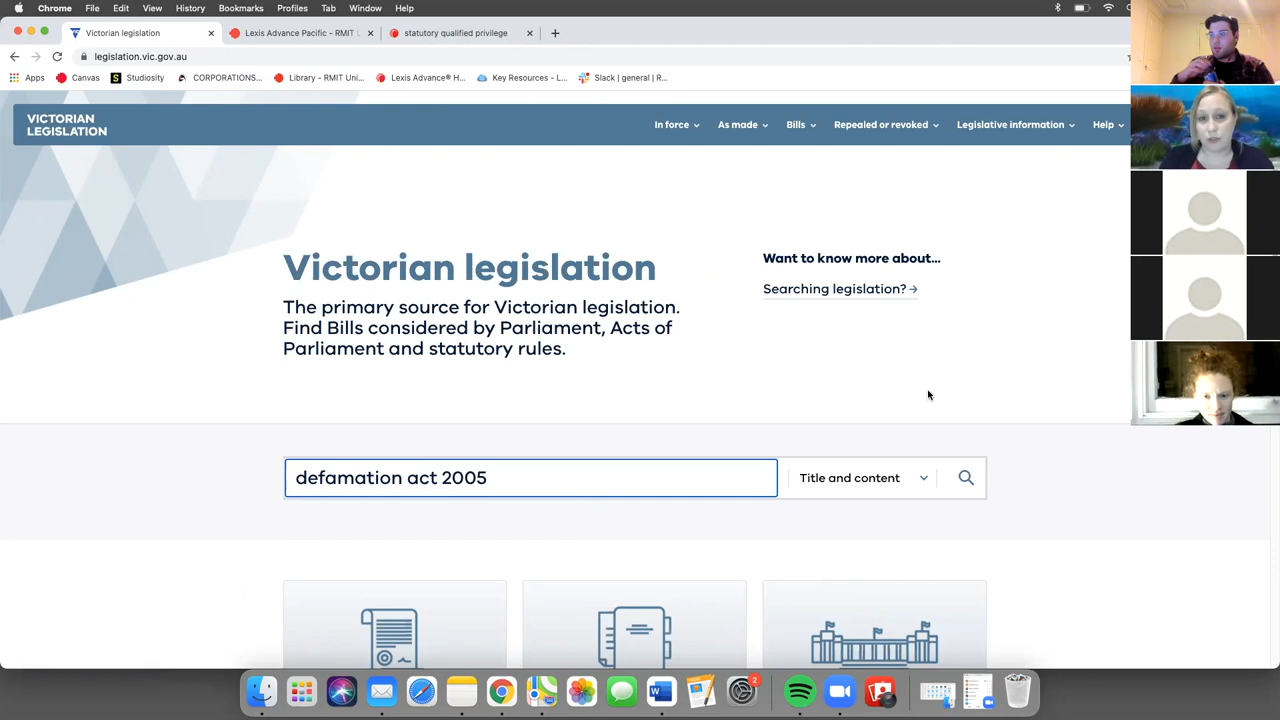 Chrome File Edit View History Bookmarks Profiles Tab Window Help
Victorian legislation
Lexis Advance Pacific - RMIT
statutory qualified privilege
legislation.vic.gov.au
Apps Canvas Studiosity CORPORATIONS... Library - RMIT Uni... Lexis Advance® H... Key Resources - L... Slack | general | R...
VICTORIAN
LEGISLATION
In force As made Bills Repealed or revoked Legislative information Help
Victorian legislation
The primary source for Victorian legislation.
Find Bills considered by Parliament, Acts of
Parliament and statutory rules.
Want to know more about...
Searching legislation?
defamation act 2005
Title and content
2